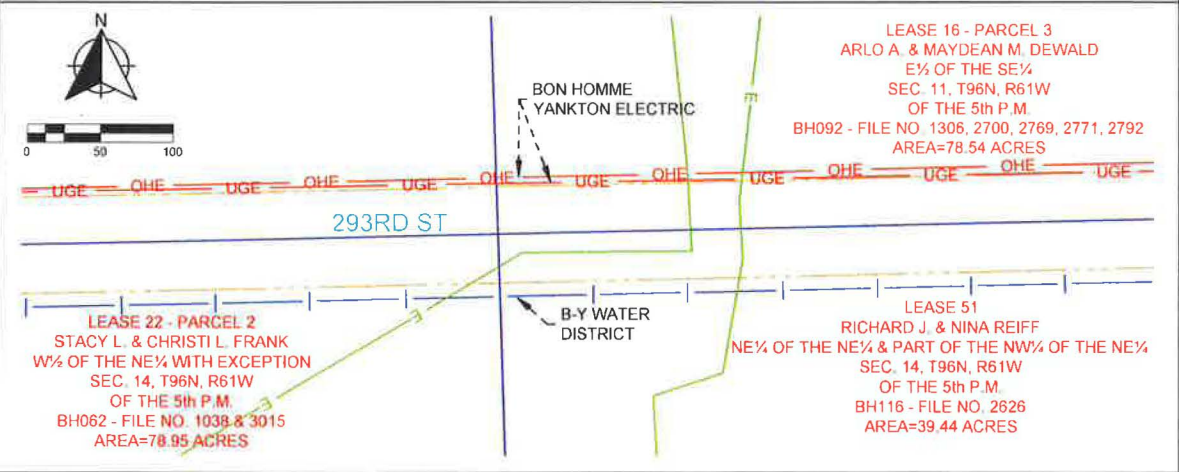 N
0 50 100
BON HOMME
YANKTON ELECTRIC
LEASE 16 - PARCEL 3
ARLO A. & MAYDEAN M. DEWALD
E½ OF THE SE¼
SEC. 11, T96N, R61W
OF THE 5th P.M.
BH092 - FILE NO. 1306, 2700, 2769, 2771, 2792
AREA=78.54 ACRES
E
UGE OHE UGE OHE UGE OHE UGE OHE UGE OHE UGE OHE UGE
293RD ST
E
B-Y WATER
DISTRICT
LEASE 22 - PARCEL 2
STACY L. & CHRISTI L. FRANK
W½ OF THE NE¼ WITH EXCEPTION
SEC. 14, T96N, R61W
OF THE 5th P.M.
BH062 - FILE NO. 1038 & 3015
AREA=78.95 ACRES
E
LEASE 51
RICHARD J. & NINA REIFF
NE¼ OF THE NE¼ & PART OF THE NW¼ OF THE NE¼
SEC. 14, T96N, R61W
OF THE 5th P.M.
BH116 - FILE NO. 2626
AREA=39.44 ACRES